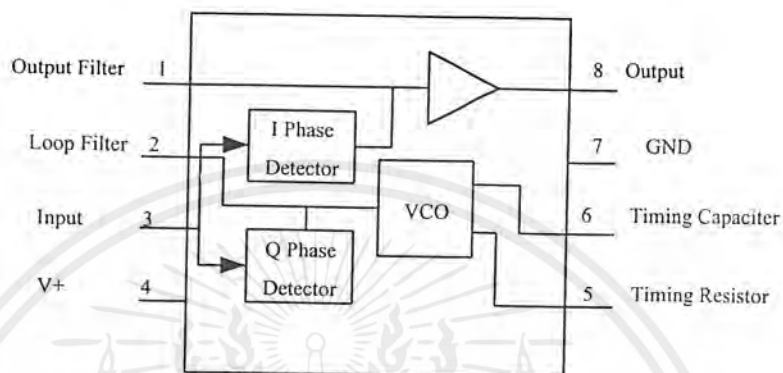 Output Filter 1
8 Output
I Phase
Detector
Loop Filter 2
7 GND
VCO
Input 3
6 Timing Capaciter
Q Phase
Detector
V+ 4
5 Timing Resistor